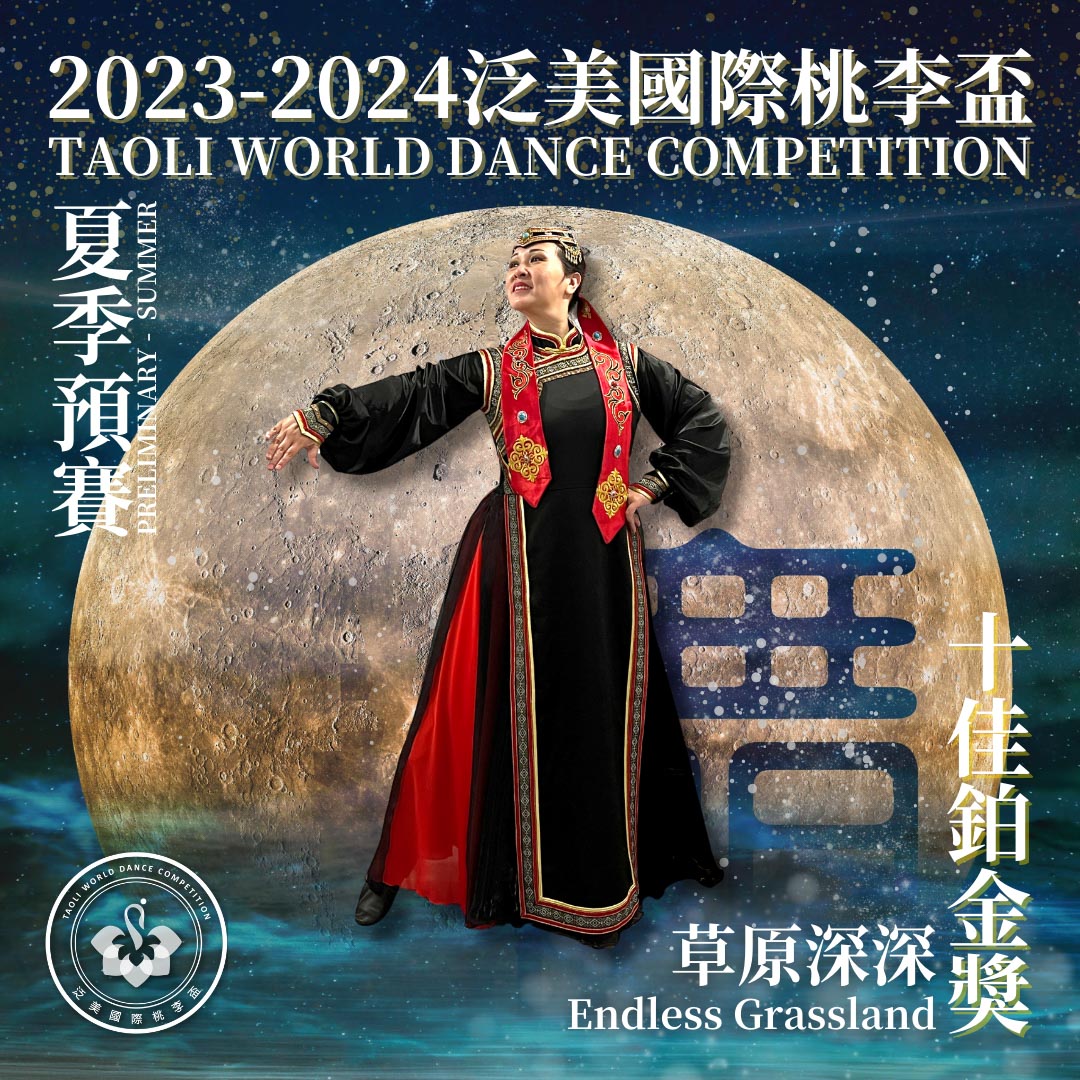 2023-2024泛美國際桃李盃
TAOLI WORLD DANCE COMPETITION
夏季預賽
PRELIMINARY - SUMMER
十佳鉑金獎
草原深深
Endless Grassland
TAOLI WORLD DANCE COMPETITION
泛美國際桃李盃